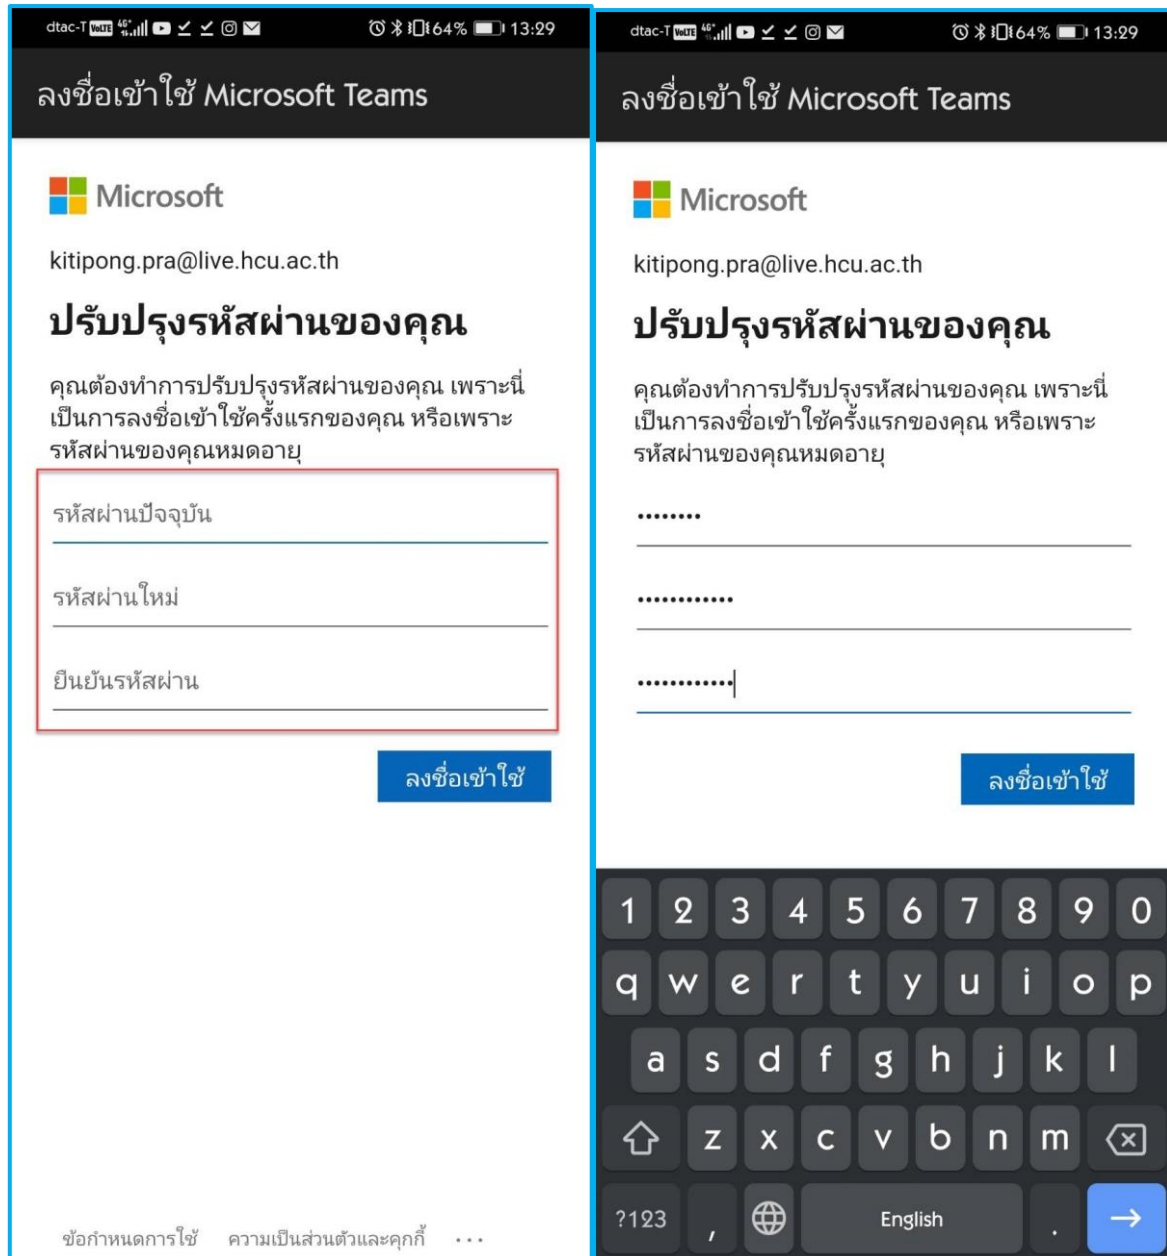 dtac-T VoLTE 4G+ 64% 13:29
ลงชื่อเข้าใช้ Microsoft Teams
Microsoft
kitipong.pra@live.hcu.ac.th
ปรับปรุงรหัสผ่านของคุณ
คุณต้องทำการปรับปรุงรหัสผ่านของคุณ เพราะนี่
เป็นการลงชื่อเข้าใช้ครั้งแรกของคุณ หรือเพราะ
รหัสผ่านของคุณหมดอายุ
รหัสผ่านปัจจุบัน
รหัสผ่านใหม่
ยืนยันรหัสผ่าน
ลงชื่อเข้าใช้
ข้อกำหนดการใช้ ความเป็นส่วนตัวและคุกกี้ ...
dtac-T VoLTE 4G+ 64% 13:29
ลงชื่อเข้าใช้ Microsoft Teams
Microsoft
kitipong.pra@live.hcu.ac.th
ปรับปรุงรหัสผ่านของคุณ
คุณต้องทำการปรับปรุงรหัสผ่านของคุณ เพราะนี่
เป็นการลงชื่อเข้าใช้ครั้งแรกของคุณ หรือเพราะ
รหัสผ่านของคุณหมดอายุ
••••••••
••••••••••••
••••••••••••
ลงชื่อเข้าใช้
1 2 3 4 5 6 7 8 9 0
q w e r t y u i o p
a s d f g h j k l
z x c v b n m
?123 , English .